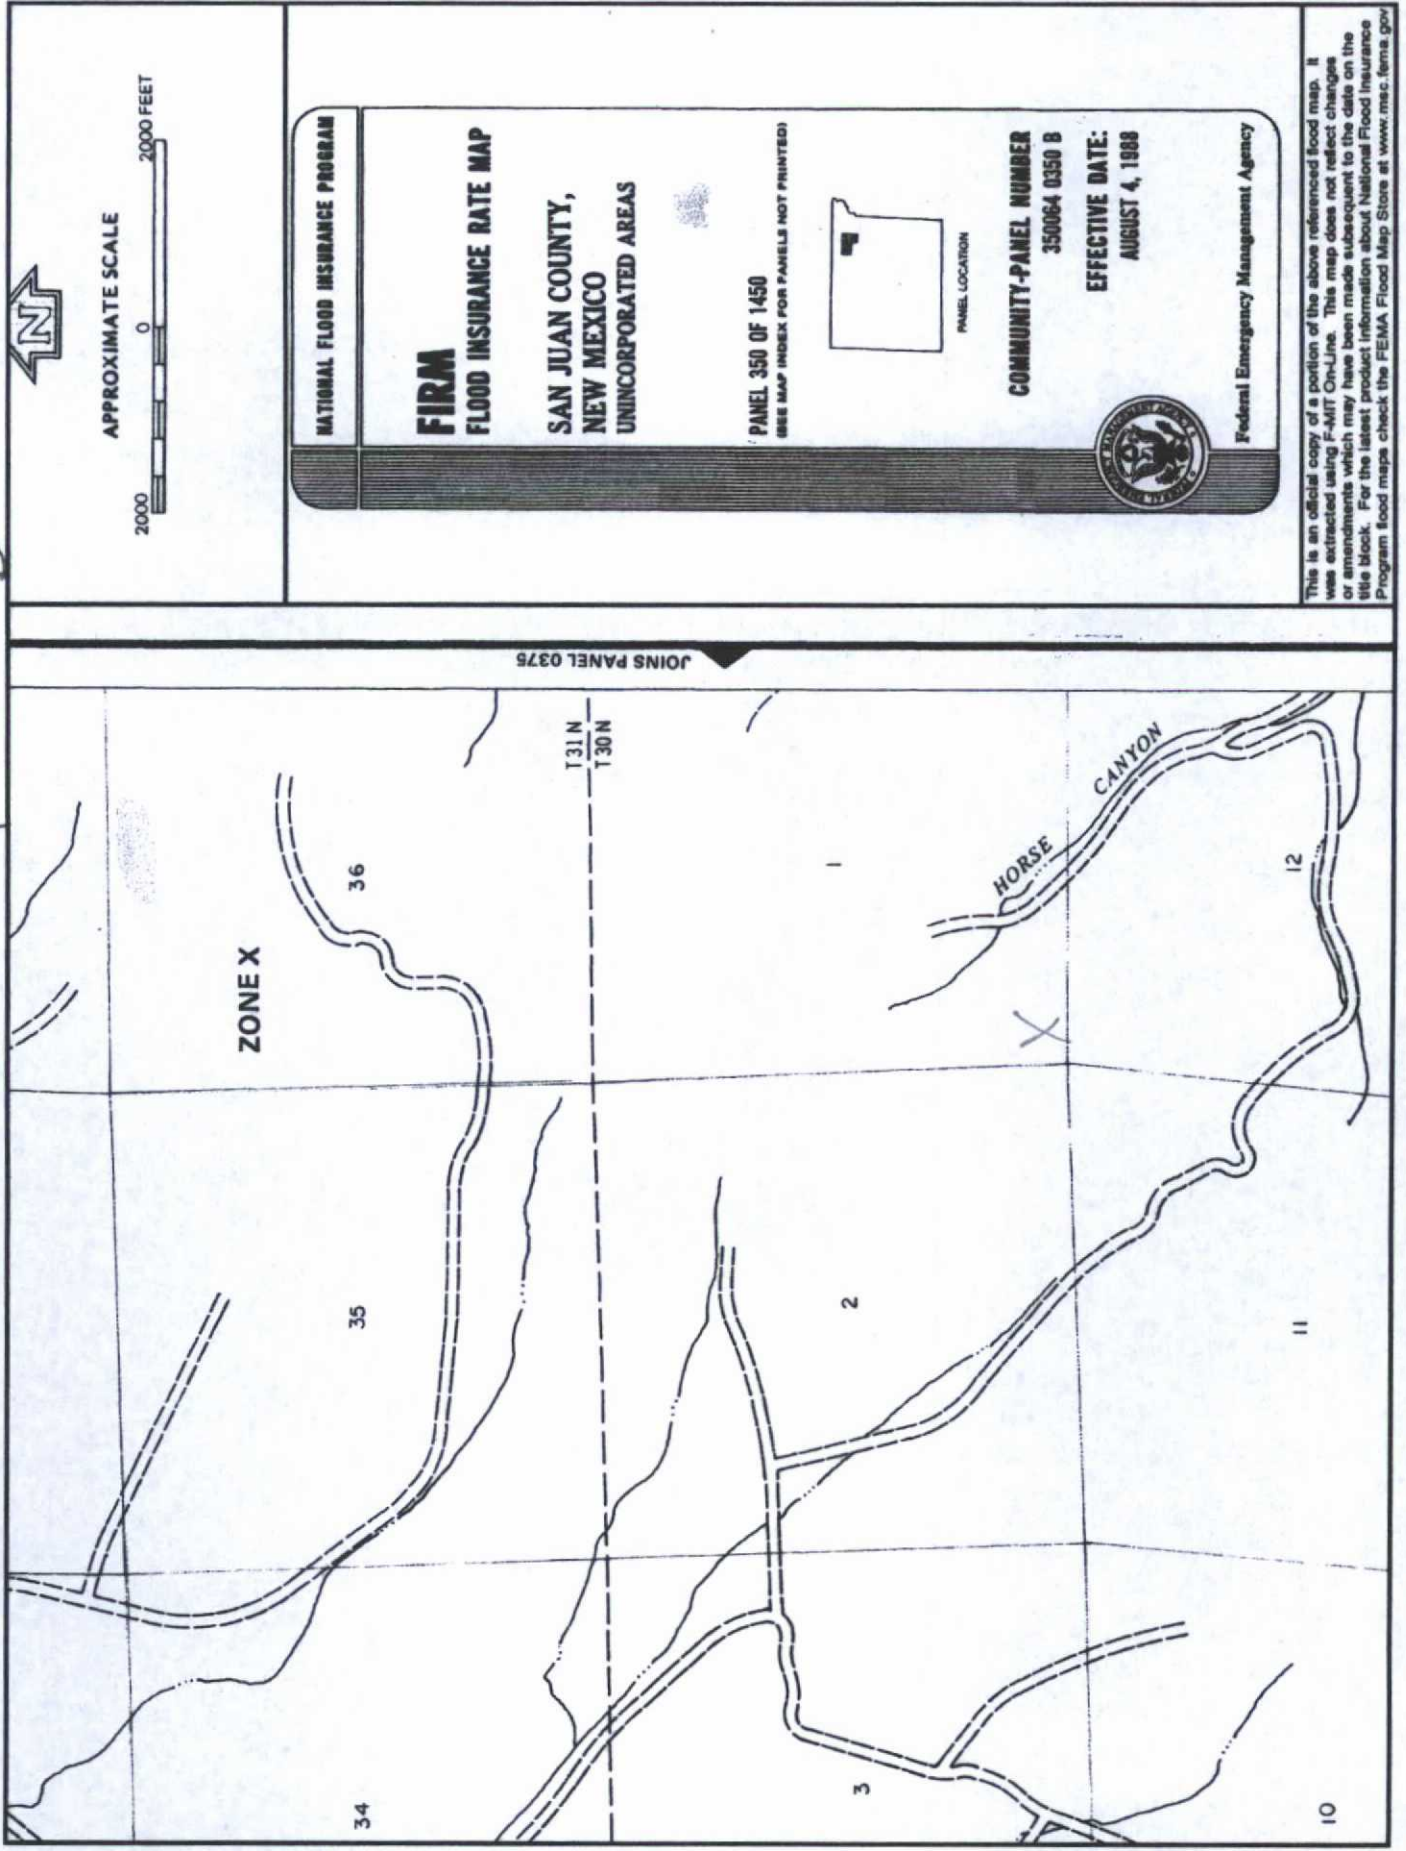 N
APPROXIMATE SCALE
2000 0 2000 FEET
NATIONAL FLOOD INSURANCE PROGRAM
FIRM
FLOOD INSURANCE RATE MAP
SAN JUAN COUNTY,
NEW MEXICO
UNINCORPORATED AREAS
PANEL 350 OF 1450
(SEE MAP INDEX FOR PANELS NOT PRINTED)
PANEL LOCATION
COMMUNITY-PANEL NUMBER
350064 0350 B
EFFECTIVE DATE:
AUGUST 4, 1988
Federal Emergency Management Agency
This is an official copy of a portion of the above referenced flood map. It
was extracted using F-MIT On-Line. This map does not reflect changes
or amendments which may have been made subsequent to the date on the
title block. For the latest product information about National Flood Insurance
Program flood maps check the FEMA Flood Map Store at www.msc.fema.gov
JOINS PANEL 0375
ZONE X
34
35
36
T 31 N
T 30 N
3
2
1
HORSE CANYON
X
10
11
12